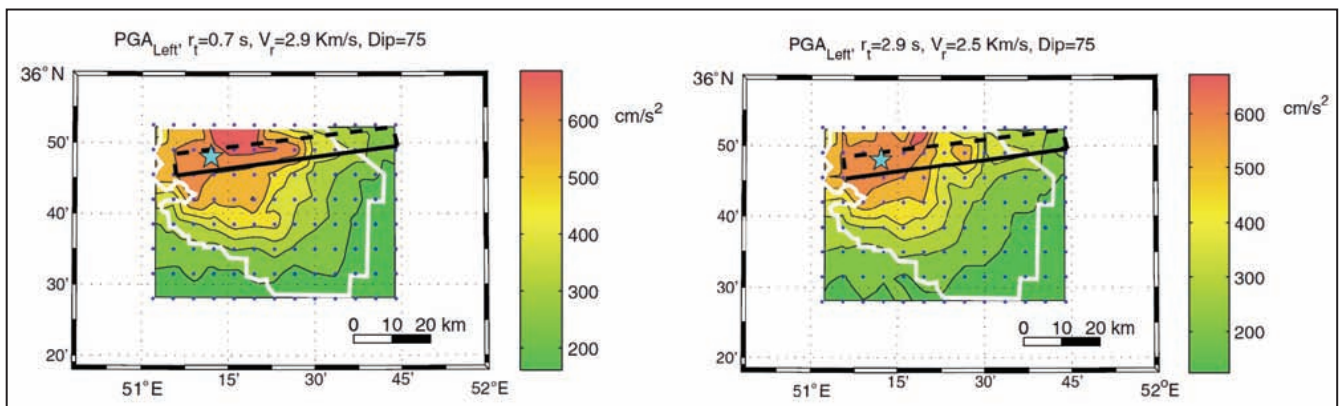 PGA_Left, r_t=0.7 s, V_r=2.9 Km/s, Dip=75
36° N
50'
40'
30'
20'
51°E
15'
30'
45'
52°E
0 10 20 km
cm/s²
600
500
400
300
200
PGA_Left, r_t=2.9 s, V_r=2.5 Km/s, Dip=75
36° N
50'
40'
30'
20'
51°E
15'
30'
45'
52°E
0 10 20 km
cm/s²
600
500
400
300
200